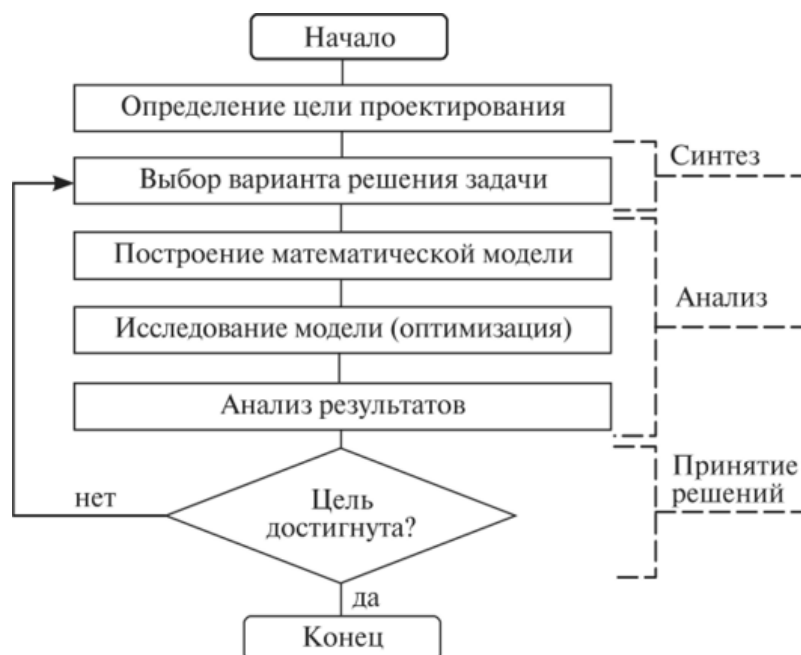 Начало
Определение цели проектирования
Синтез
Выбор варианта решения задачи
Построение математической модели
Анализ
Исследование модели (оптимизация)
Анализ результатов
Принятие
решений
нет
Цель
достигнута?
да
Конец